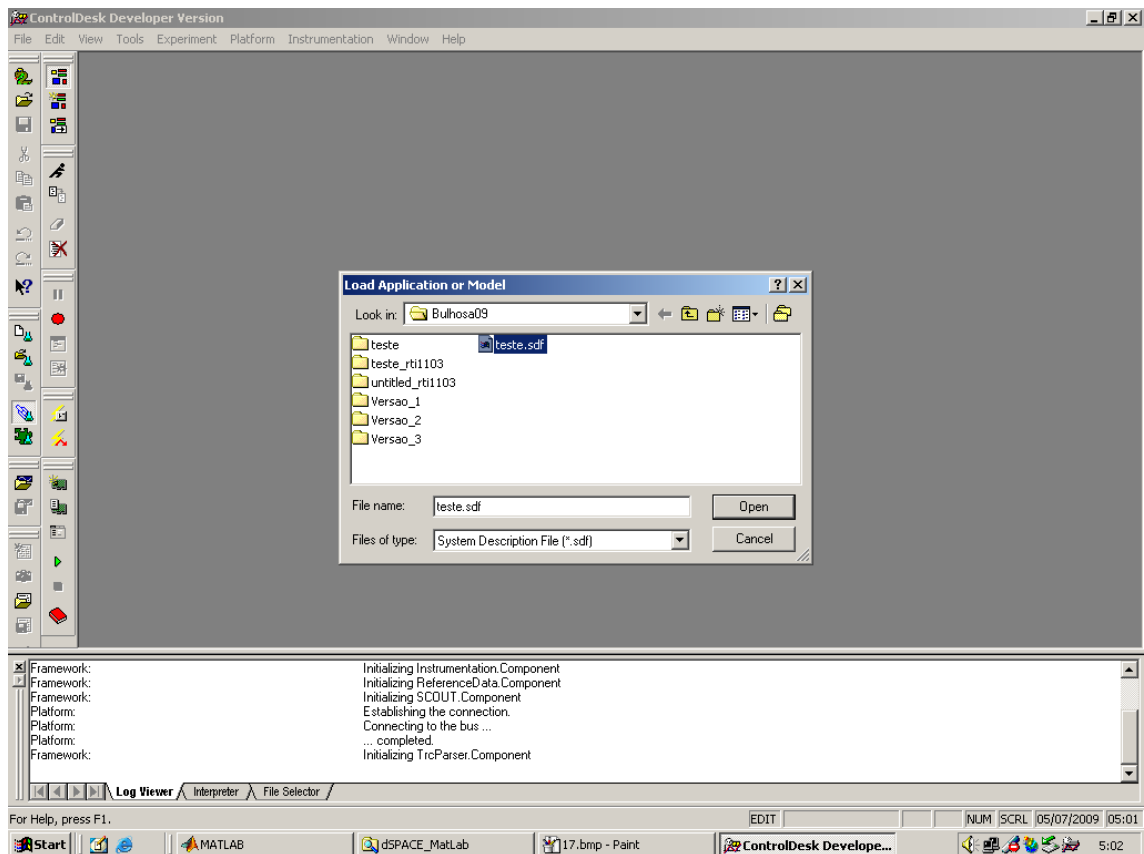 ControlDesk Developer Version
File Edit View Tools Experiment Platform Instrumentation Window Help
Load Application or Model
Look in: Bulhosa09
teste teste.sdf
teste_rti1103
untitled_rti1103
Versao_1
Versao_2
Versao_3
File name: teste.sdf Open
Files of type: System Description File (*.sdf) Cancel
Framework: Initializing Instrumentation.Component
Framework: Initializing ReferenceData.Component
Framework: Initializing SCOUT.Component
Platform: Establishing the connection.
Platform: Connecting to the bus ...
Platform: ... completed.
Framework: Initializing TrcParser.Component
Log Viewer Interpreter File Selector
For Help, press F1. EDIT NUM SCRL 05/07/2009 05:01
Start MATLAB dSPACE_MatLab 17.bmp - Paint ControlDesk Develope... 5:02